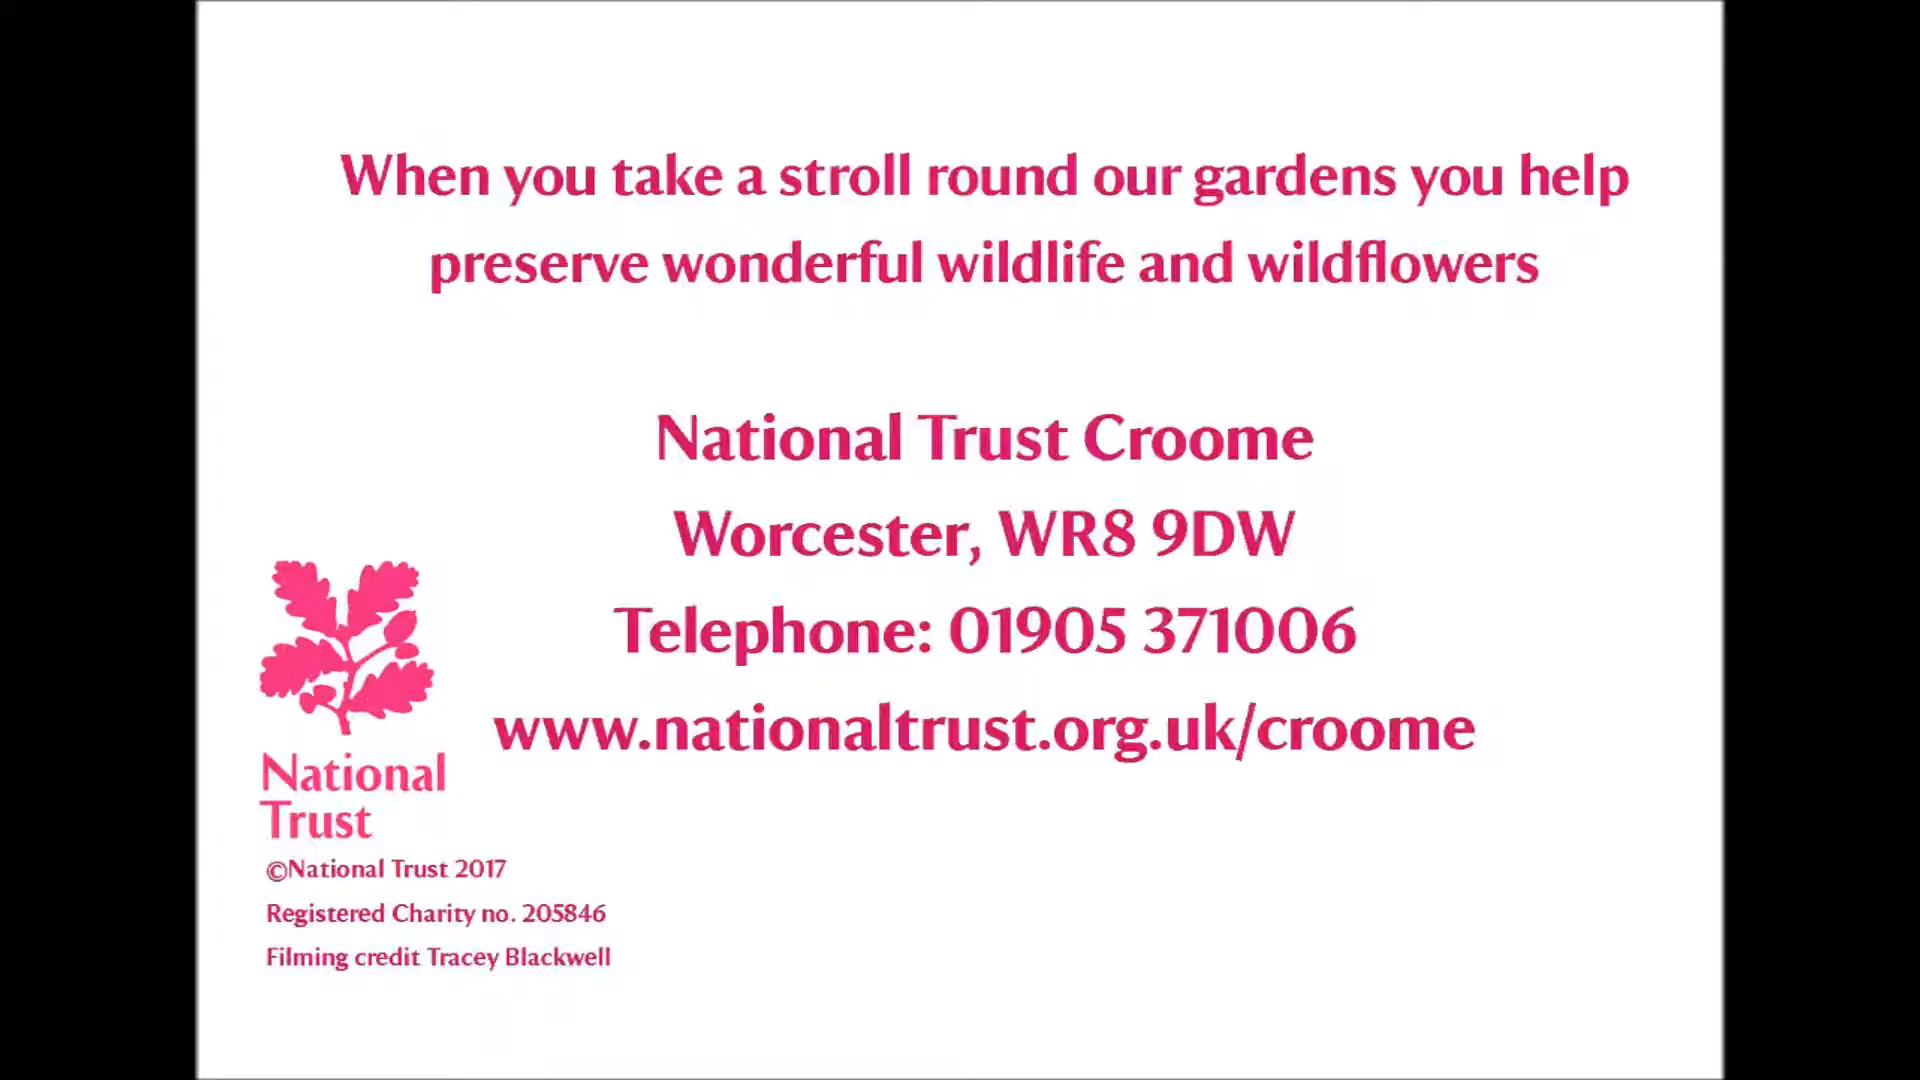 When you take a stroll round our gardens you help
preserve wonderful wildlife and wildflowers
National Trust Croome
Worcester, WR8 9DW
Telephone: 01905 371006
www.nationaltrust.org.uk/croome
National
Trust
©National Trust 2017
Registered Charity no. 205846
Filming credit Tracey Blackwell